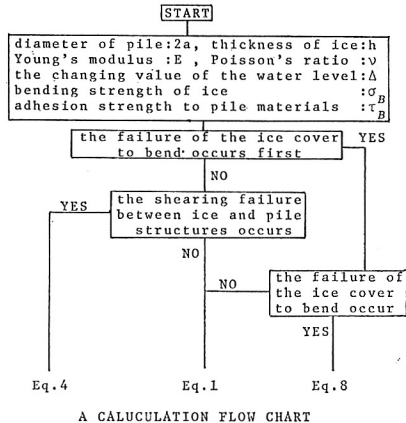 START
diameter of pile:2a, thickness of ice:h
Young's modulus :E , Poisson's ratio :ν
the changing value of the water level:Δ
bending strength of ice :σB
adhesion strength to pile materials :τB
the failure of the ice cover
to bend occurs first
YES
NO
the shearing failure
between ice and pile
structures occurs
YES
NO
NO
the failure of
the ice cover
to bend occur
YES
Eq.4 Eq.1 Eq.8
A CALUCULATION FLOW CHART